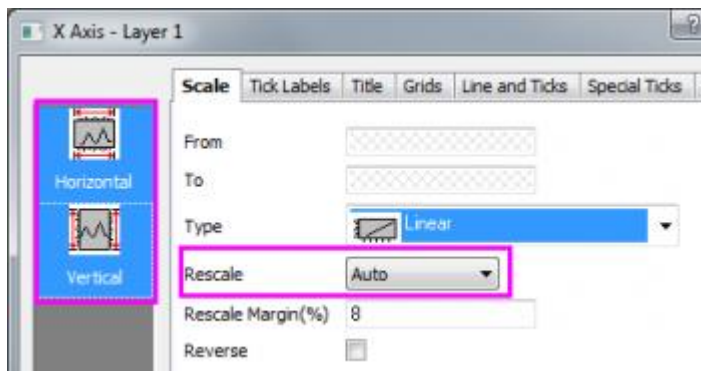 X Axis - Layer 1
Scale Tick Labels Title Grids Line and Ticks Special Ticks
Horizontal
Vertical
From
To
Type Linear
Rescale Auto
Rescale Margin(%) 8
Reverse